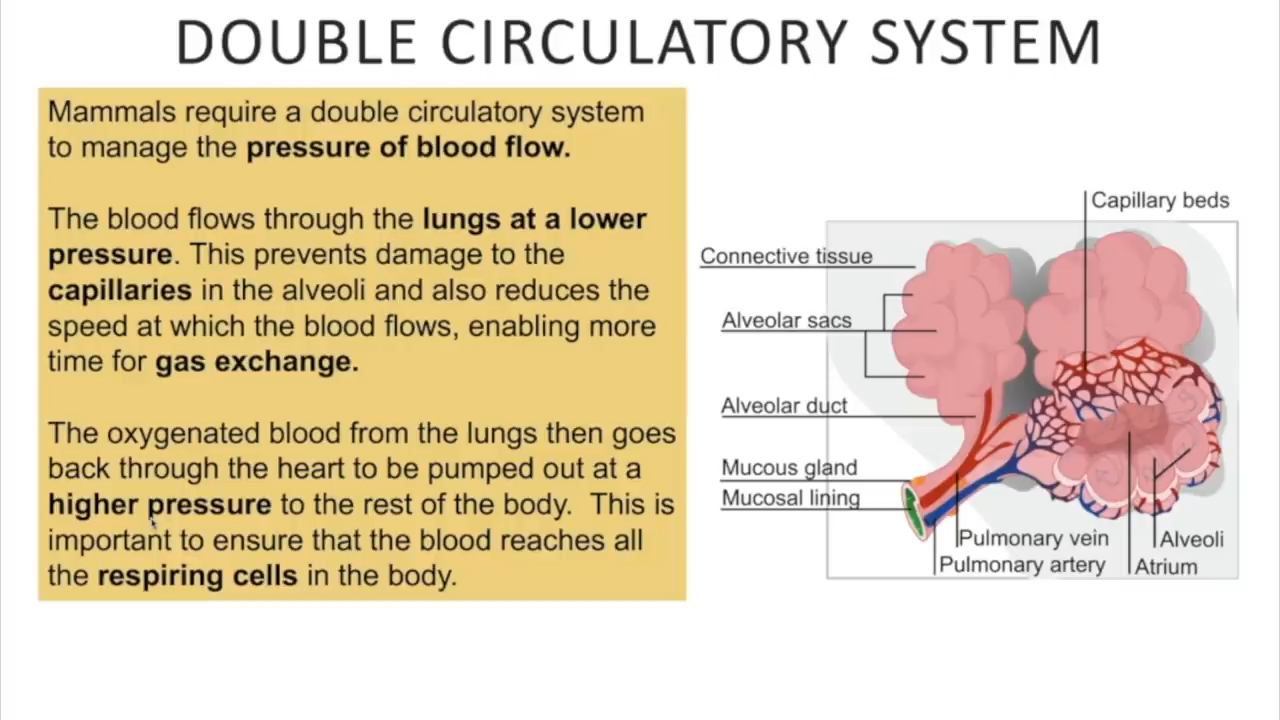 DOUBLE CIRCULATORY SYSTEM
Mammals require a double circulatory system
to manage the pressure of blood flow.
The blood flows through the lungs at a lower
pressure. This prevents damage to the
capillaries in the alveoli and also reduces the
speed at which the blood flows, enabling more
time for gas exchange.
The oxygenated blood from the lungs then goes
back through the heart to be pumped out at a
higher pressure to the rest of the body. This is
important to ensure that the blood reaches all
the respiring cells in the body.
Capillary beds
Connective tissue
Alveolar sacs
Alveolar duct
Mucous gland
Mucosal lining
Pulmonary vein
Pulmonary artery
Alveoli
Atrium